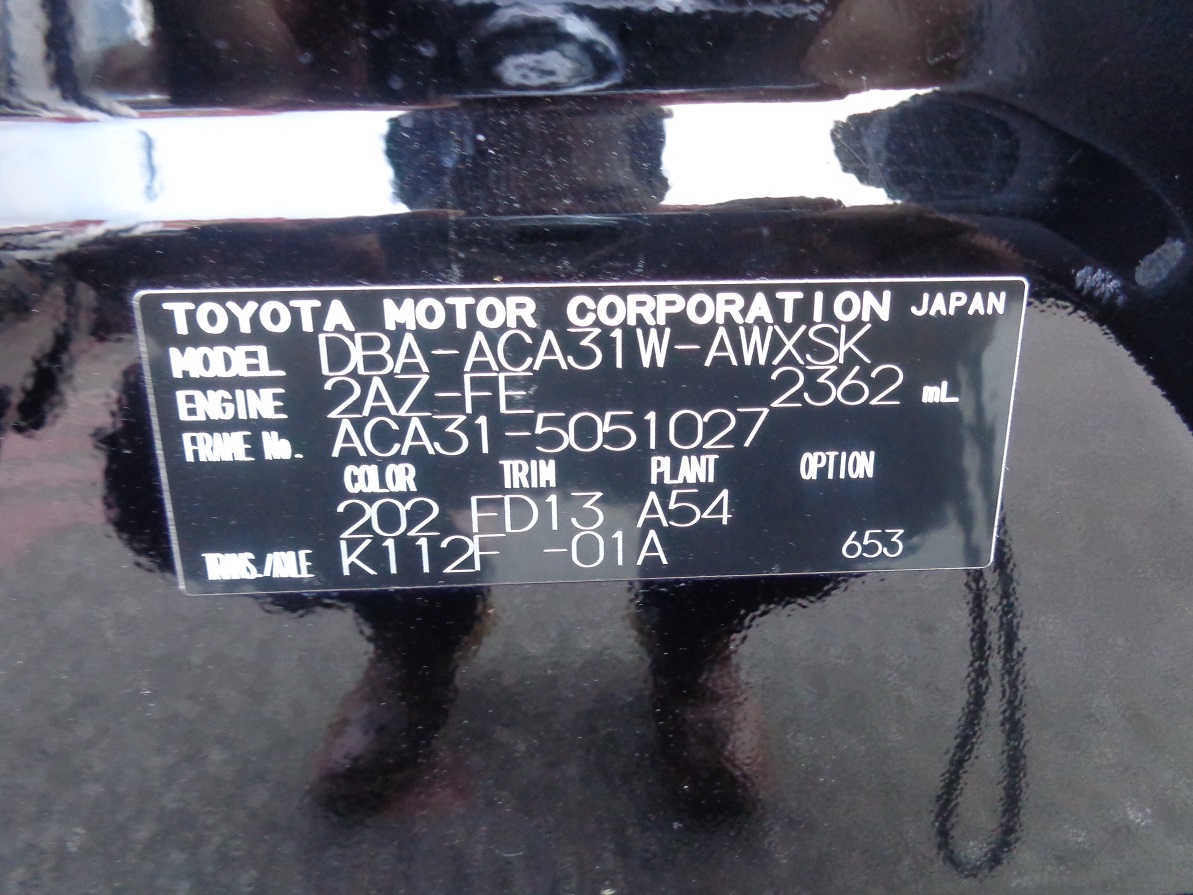 TOYOTA MOTOR CORPORATION JAPAN
MODEL DBA-ACA31W-AWXSK
ENGINE 2AZ-FE 2362 mL
FRAME No. ACA31-5051027
COLOR TRIM PLANT OPTION
202 FD13 A54
TRANS./AXLE K112F -01A 653